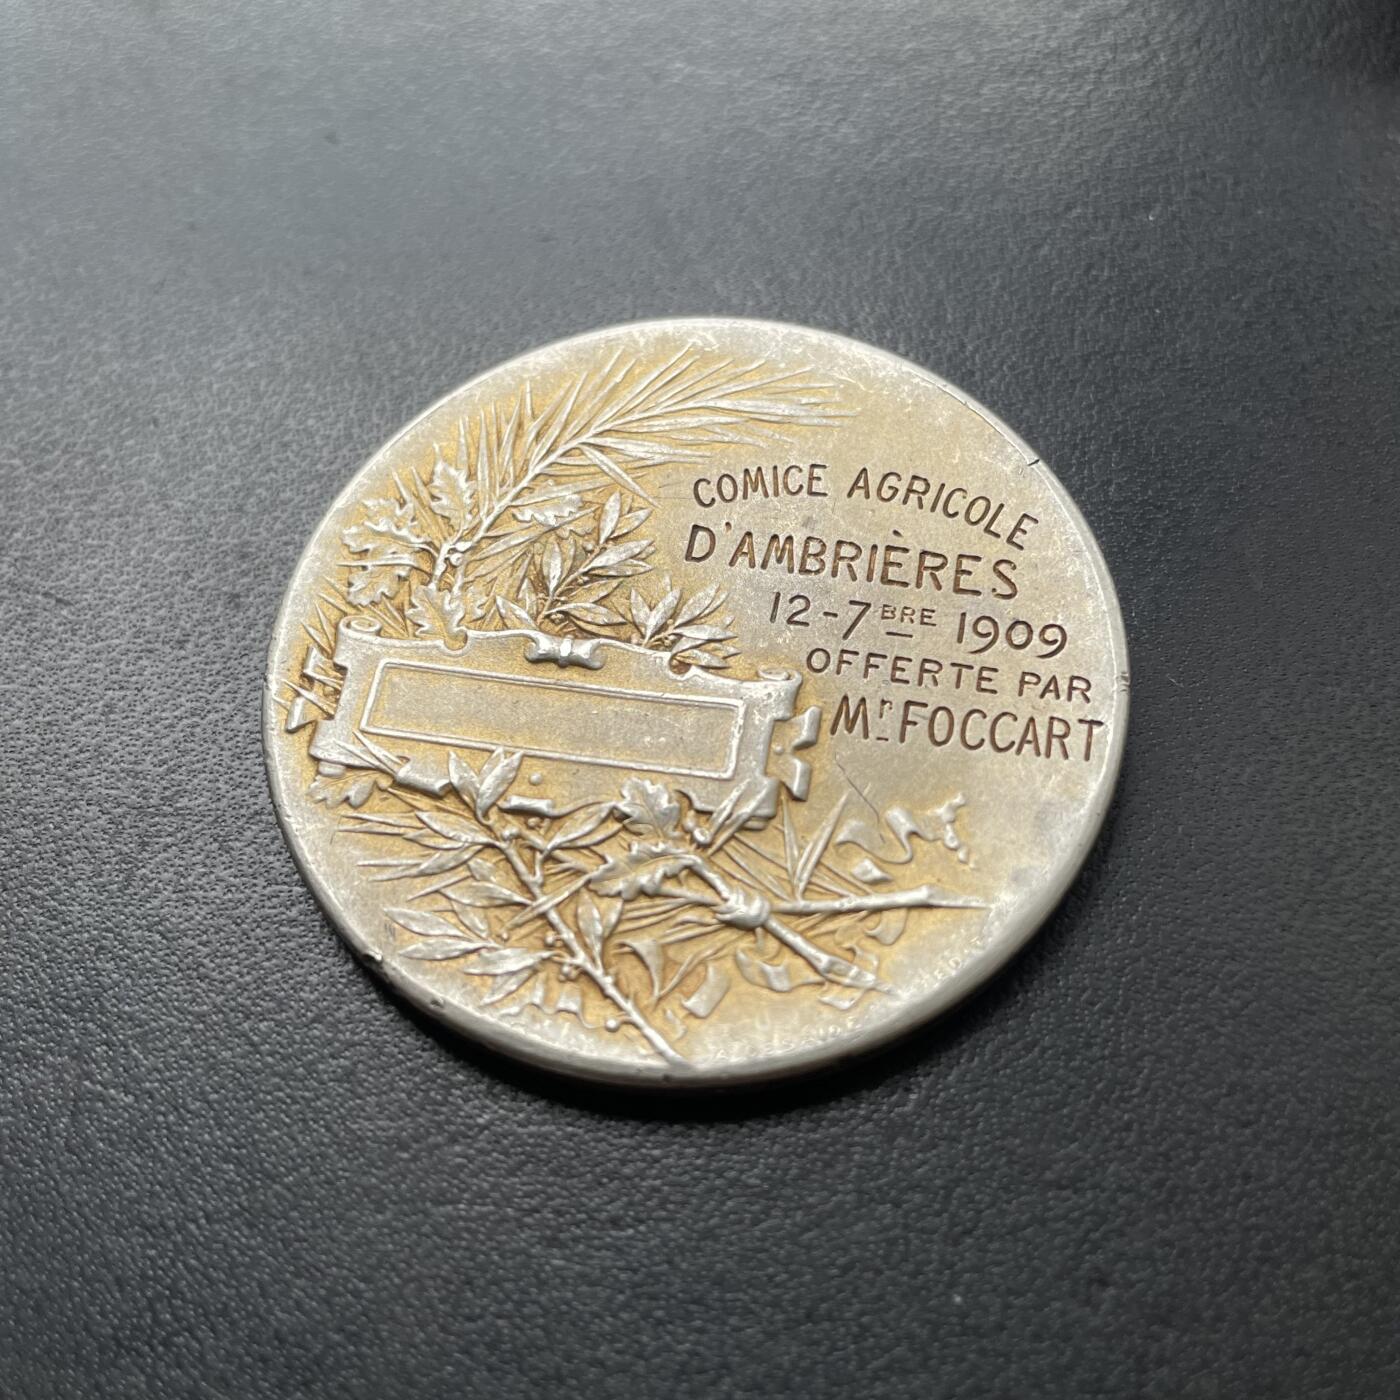 COMICE AGRICOLE
D'AMBRIÈRES
12-7BRE 1909
OFFERTE PAR
Mr FOCCART